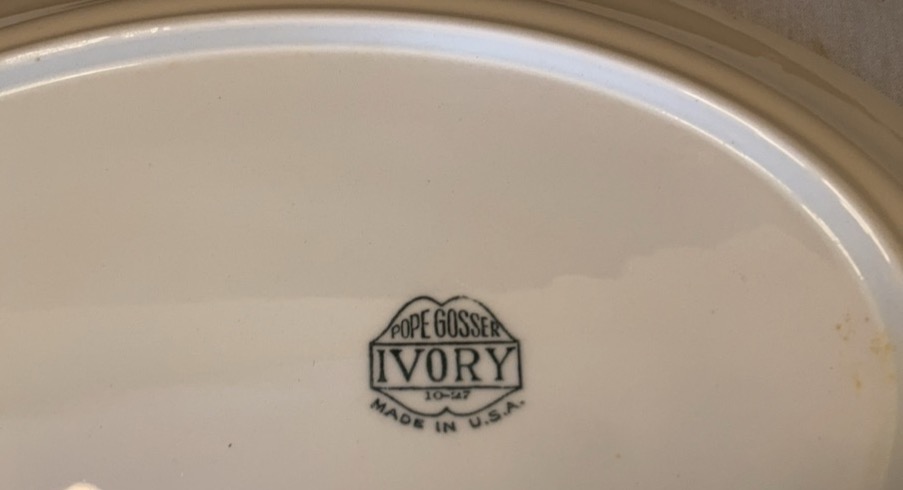 POPE GOSSER
IVORY
10-27
MADE IN U.S.A.